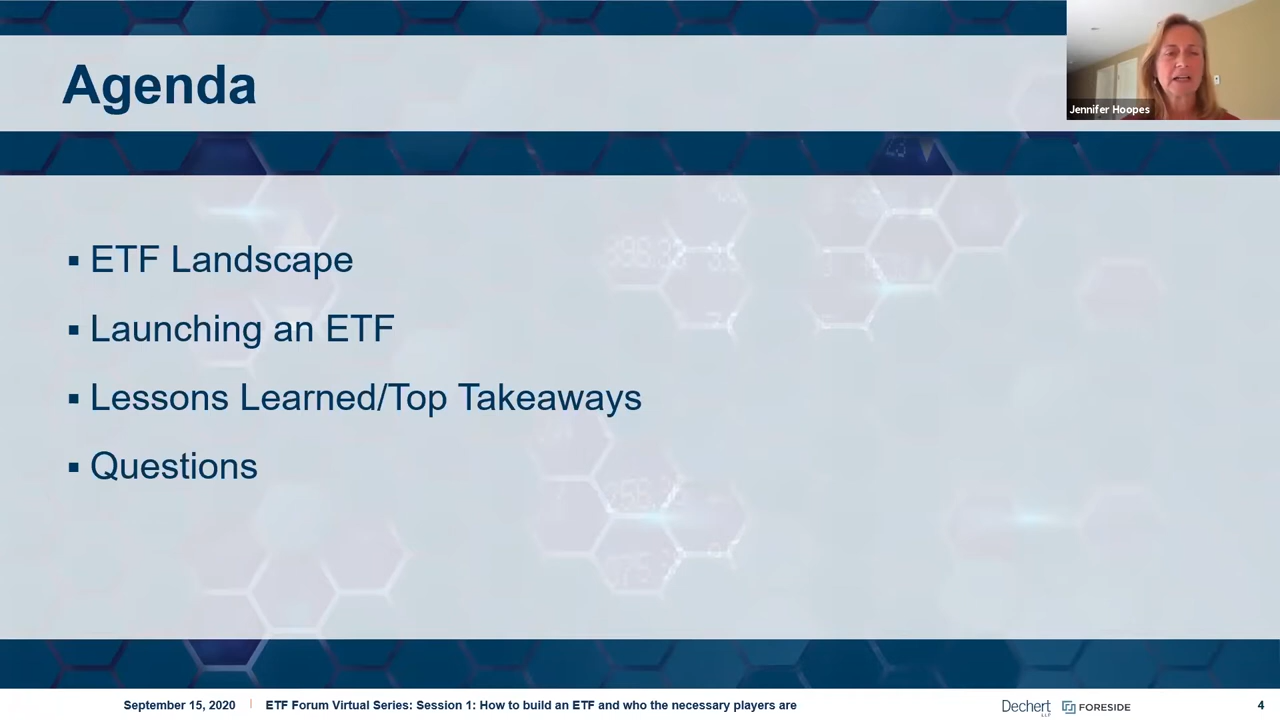 Agenda
Jennifer Hoopes
▪ ETF Landscape
▪ Launching an ETF
▪ Lessons Learned/Top Takeaways
▪ Questions
September 15, 2020 | ETF Forum Virtual Series: Session 1: How to build an ETF and who the necessary players are
Dechert
LLP
FORESIDE
4